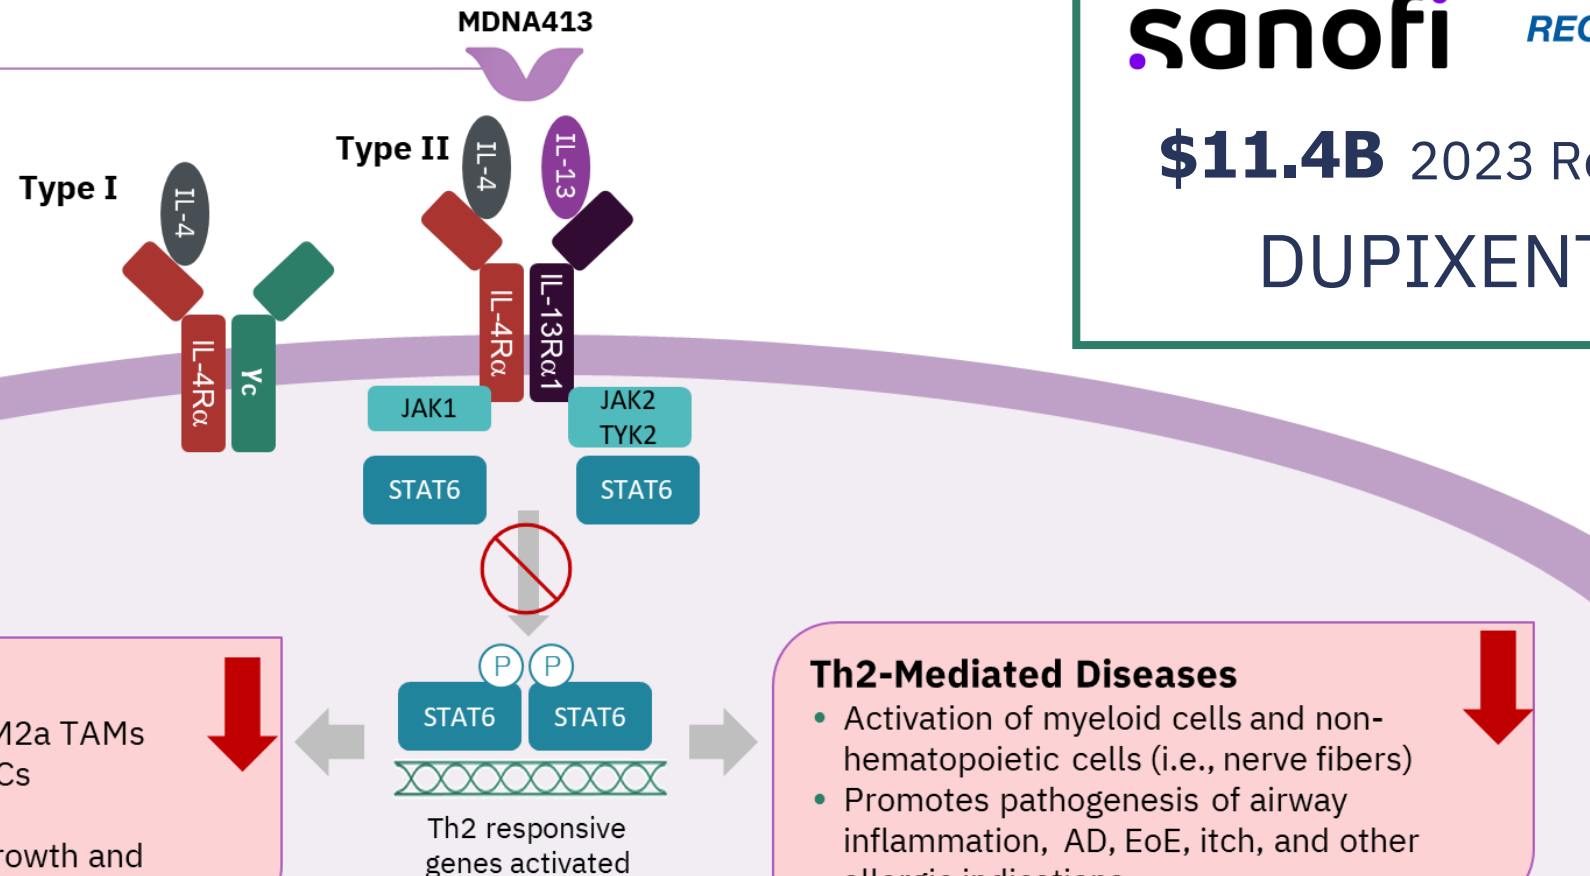 MDNA413
sanofi
$11.4B 2023
DUPIXENT
Type I
Type II
IL-4
IL-4
IL-13
IL-4Rα
γc
IL-4Rα
IL-13Rα1
JAK1
JAK2
TYK2
STAT6
STAT6
P
P
STAT6
STAT6
Th2 responsive
genes activated
M2a TAMs
Cs
rowth and
Th2-Mediated Diseases
• Activation of myeloid cells and non-
hematopoietic cells (i.e., nerve fibers)
• Promotes pathogenesis of airway
inflammation, AD, EoE, itch, and other